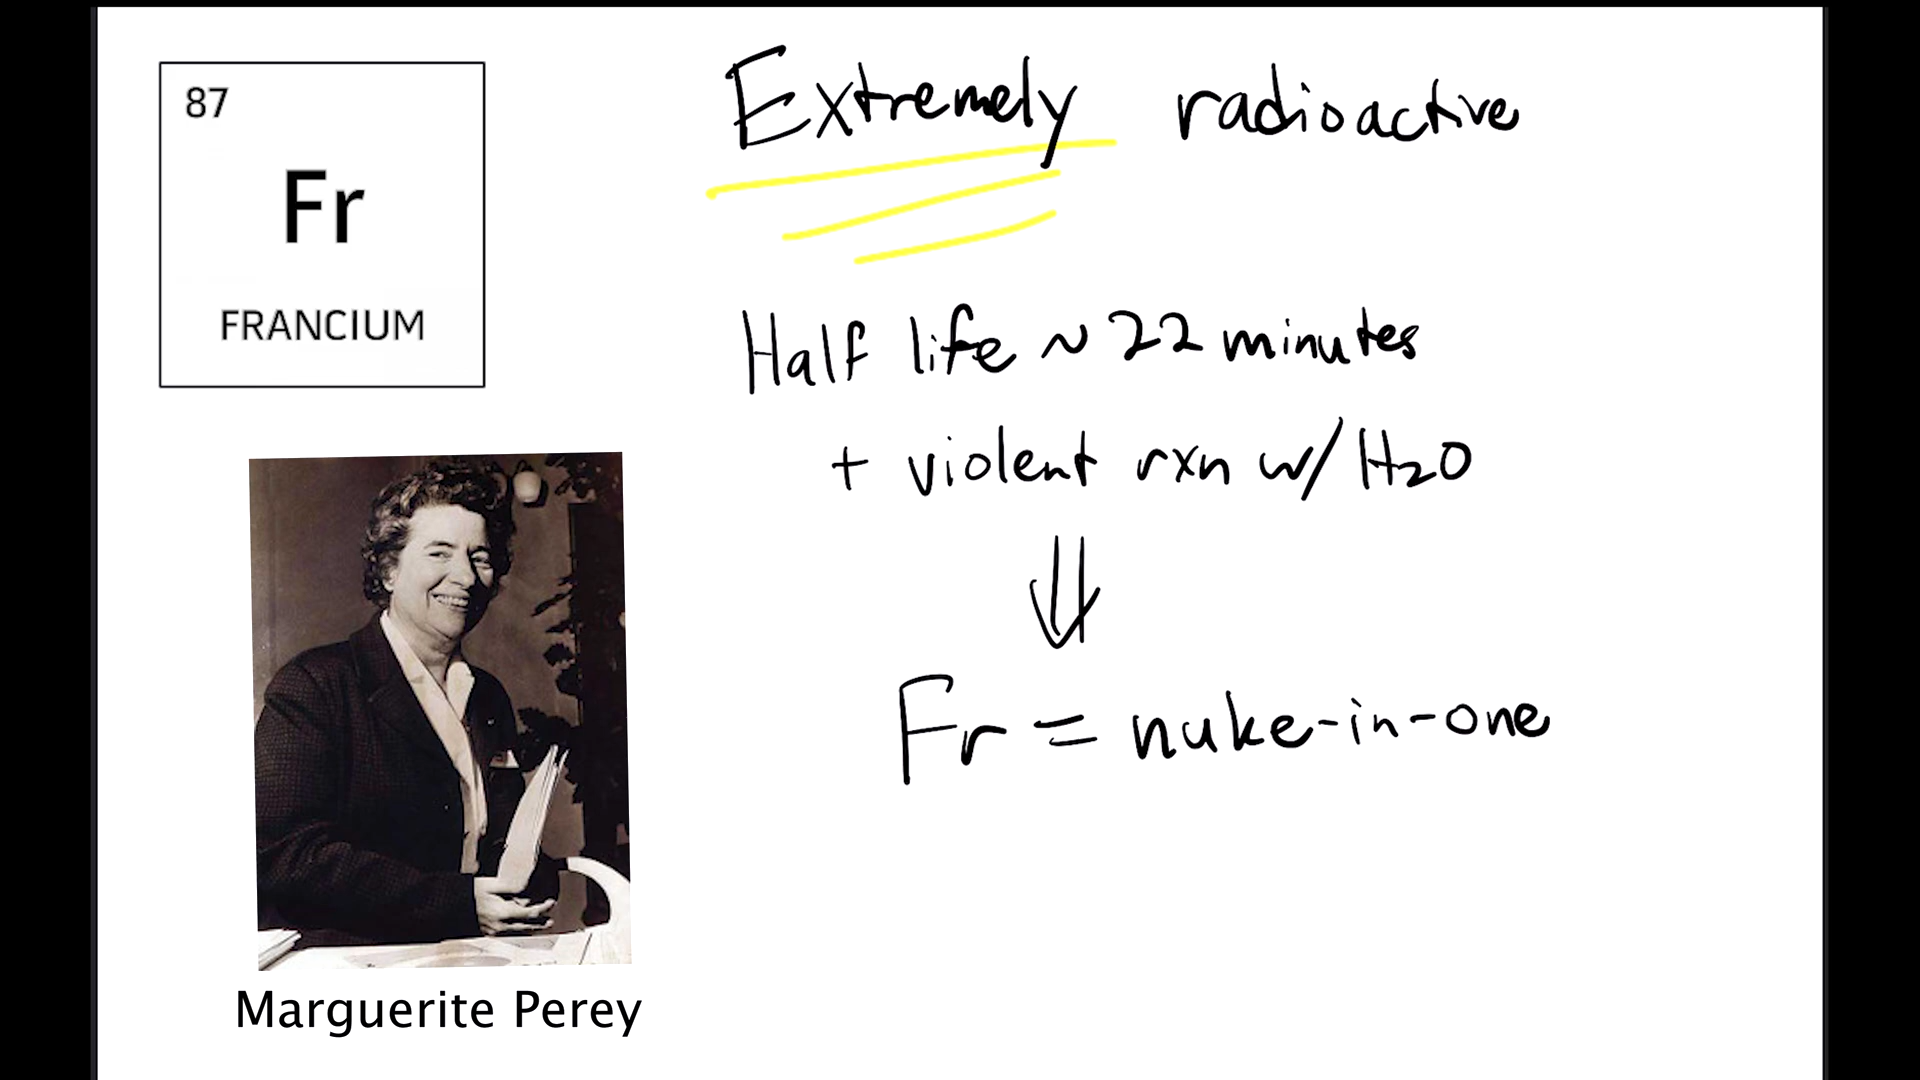 87
Fr
FRANCIUM
Marguerite Perey
Extremely radioactive
Half life ~ 22 minutes
+ violent rxn w/ H2O
⇓
Fr = nuke-in-one